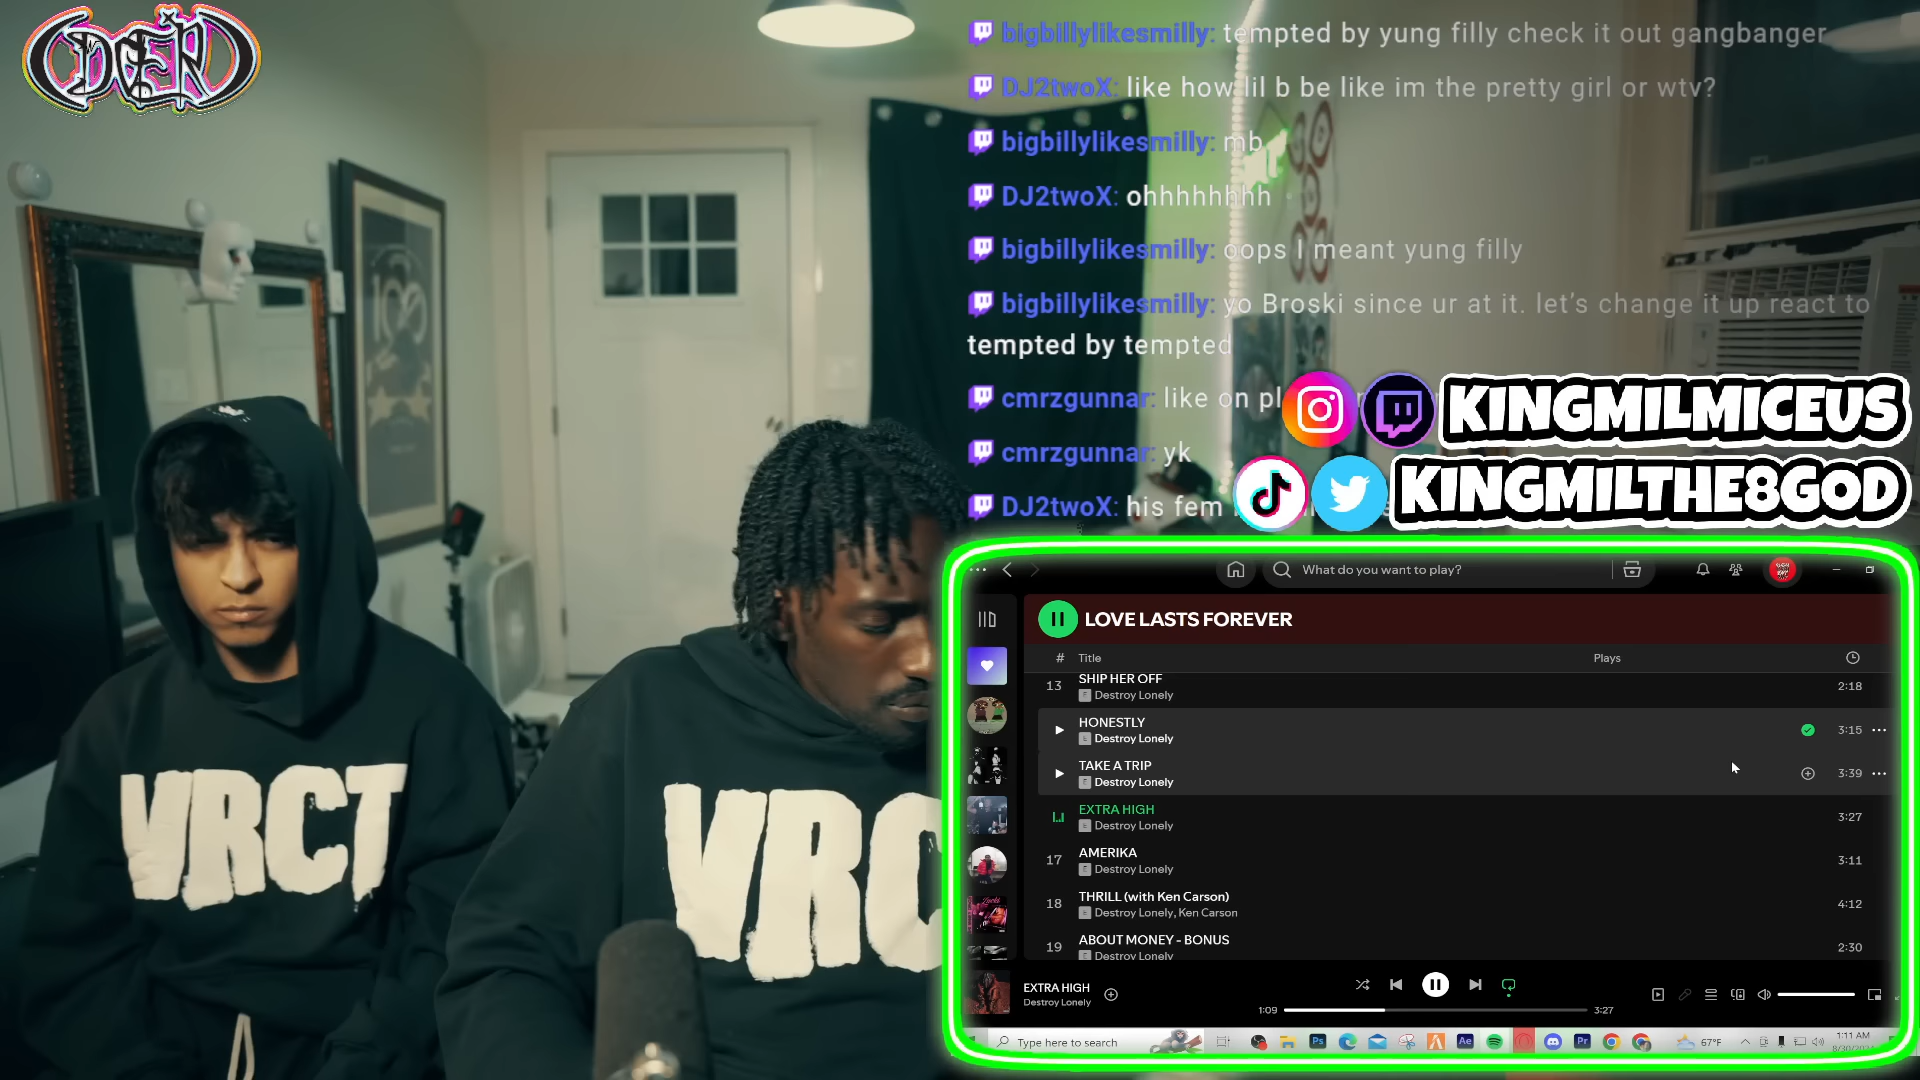 bigbillylikesmilly: tempted by yung filly check it out gangbanger
DJ2twoX: like how lil b be like im the pretty girl or wtv?
bigbillylikesmilly: mb
DJ2twoX: ohhhhhhhh
bigbillylikesmilly: oops I meant yung filly
bigbillylikesmilly: yo Broski since ur at it. let's change it up react to
tempted by tempted
cmrzgunnar: like on
cmrzgunnar: yk
DJ2twoX: his fem
KINGMILMICEUS
KINGMILTHE8GOD
VRCT
VRC
What do you want to play?
LOVE LASTS FOREVER
# Title Plays
13 SHIP HER OFF 2:18
E Destroy Lonely
HONESTLY 3:15
E Destroy Lonely
TAKE A TRIP 3:39
E Destroy Lonely
EXTRA HIGH 3:27
E Destroy Lonely
17 AMERIKA 3:11
E Destroy Lonely
18 THRILL (with Ken Carson) 4:12
E Destroy Lonely, Ken Carson
19 ABOUT MONEY - BONUS 2:30
E Destroy Lonely
EXTRA HIGH
Destroy Lonely
1:09 3:27
Type here to search
Ps
Ae
Pr
67°F
1:11 AM